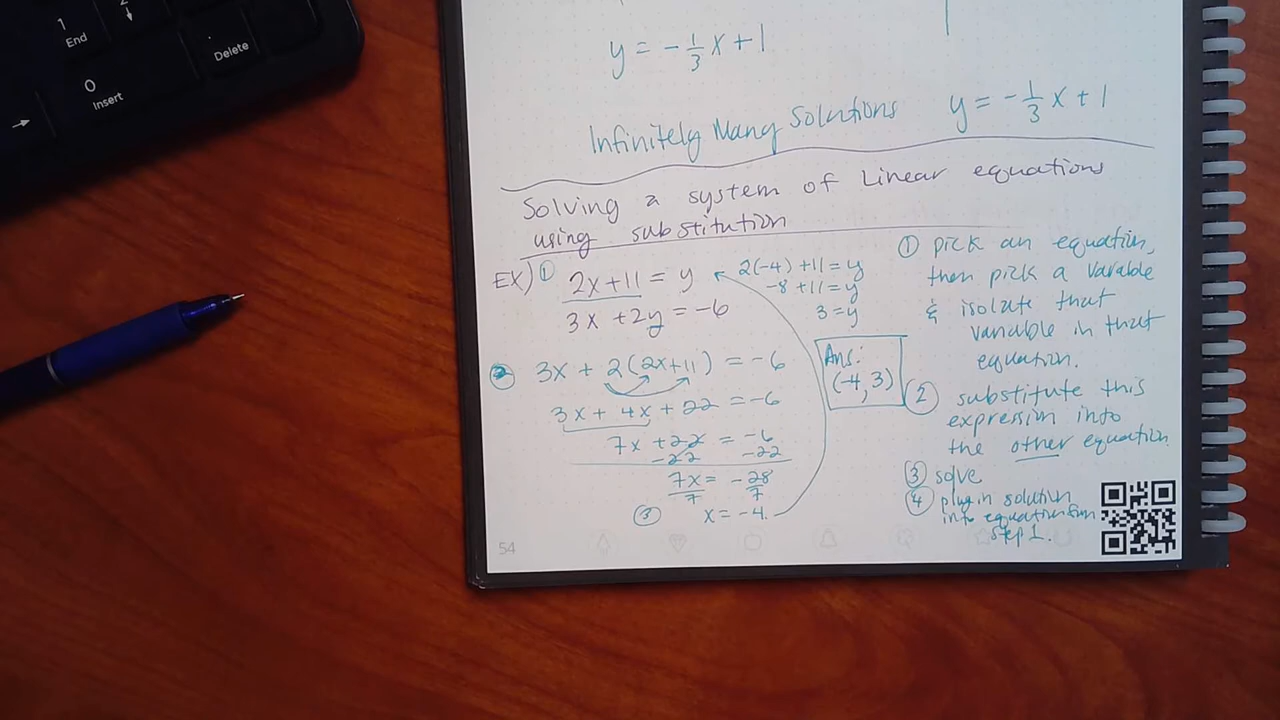 1
End
2
↓
.
Delete
0
Insert
→
y = -1/3 x + 1
Infinitely Many Solutions
y = -1/3 x + 1
Solving a system of Linear equations
using substitution
EX) ① 2x+11 = y
3x + 2y = -6
2(-4) +11 = y
-8 +11 = y
3 = y
② 3x + 2(2x+11) = -6
3x + 4x + 22 = -6
7x + 22 = -6
-22 -22
7x = -28
7 7
③ x = -4.
Ans:
(-4, 3)
① pick an equation,
then pick a variable
& isolate that
variable in that
equation.
② substitute this
expression into
the other equation.
③ solve
④ plug in solution
into equation from
step 1.
54